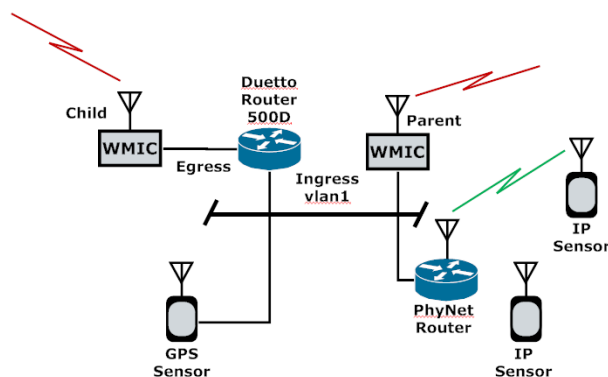 Duetto
Router
500D
Child
Parent
WMIC
WMIC
Egress
Ingress
vlan1
IP
Sensor
PhyNet
Router
GPS
Sensor
IP
Sensor